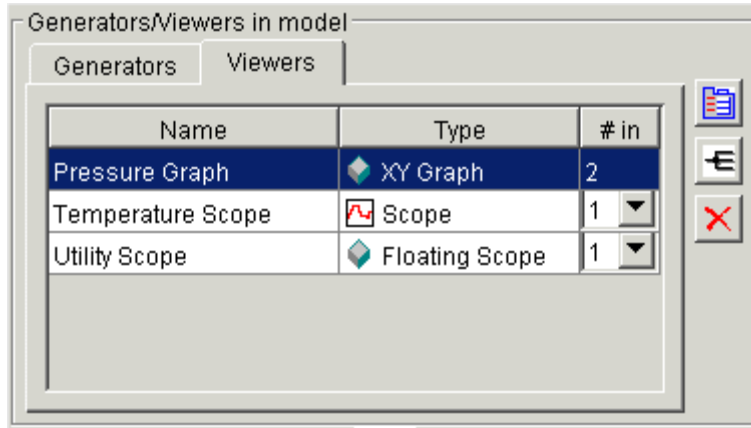 Generators/Viewers in model
Generators Viewers
Name Type # in
Pressure Graph XY Graph 2
Temperature Scope Scope 1
Utility Scope Floating Scope 1